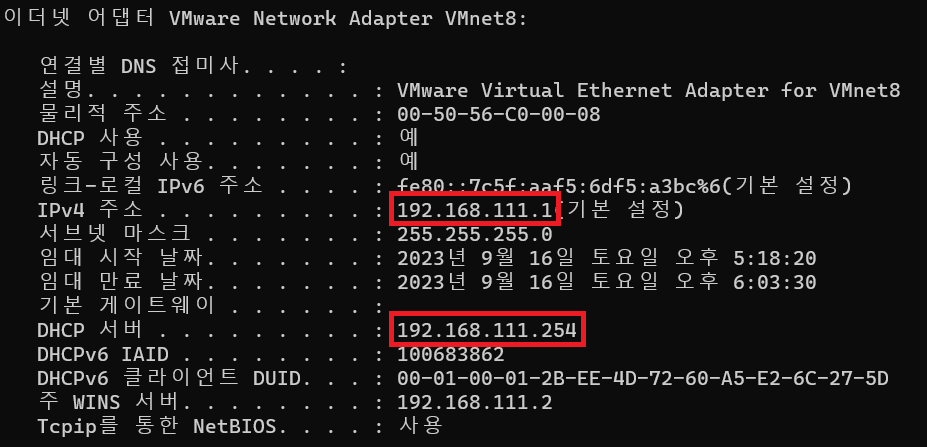 이더넷 어댑터 VMware Network Adapter VMnet8:
연결별 DNS 접미사. . . . :
설명. . . . . . . . . . . . : VMware Virtual Ethernet Adapter for VMnet8
물리적 주소 . . . . . . . . : 00-50-56-C0-00-08
DHCP 사용 . . . . . . . . . : 예
자동 구성 사용. . . . . . . : 예
링크-로컬 IPv6 주소 . . . . : fe80::7c5f:aaf5:6df5:a3bc%6(기본 설정)
IPv4 주소 . . . . . . . . . : 192.168.111.1(기본 설정)
서브넷 마스크 . . . . . . . : 255.255.255.0
임대 시작 날짜. . . . . . . : 2023년 9월 16일 토요일 오후 5:18:20
임대 만료 날짜. . . . . . . : 2023년 9월 16일 토요일 오후 6:03:30
기본 게이트웨이 . . . . . . :
DHCP 서버 . . . . . . . . . : 192.168.111.254
DHCPv6 IAID . . . . . . . . : 100683862
DHCPv6 클라이언트 DUID. . . : 00-01-00-01-2B-EE-4D-72-60-A5-E2-6C-27-5D
주 WINS 서버. . . . . . . . : 192.168.111.2
Tcpip를 통한 NetBIOS. . . . : 사용